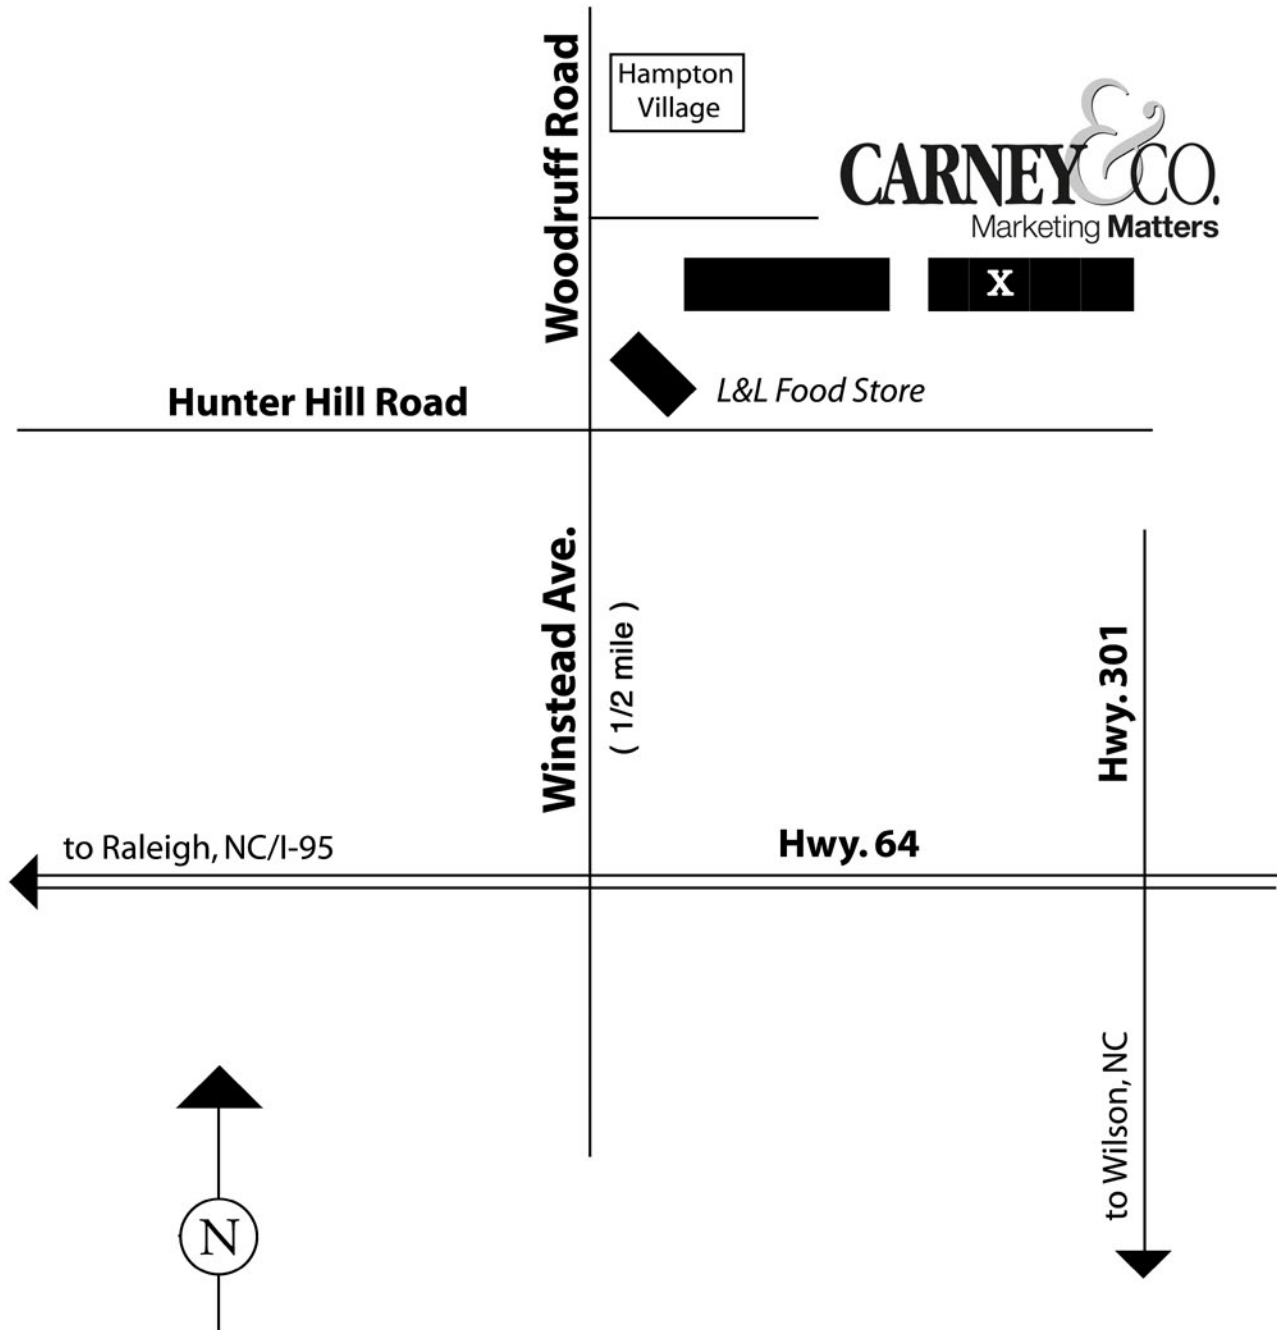 Woodruff Road
Hampton
Village
CARNEY & CO.
Marketing Matters
X
L&L Food Store
Hunter Hill Road
Winstead Ave.
( 1/2 mile )
Hwy. 301
to Raleigh, NC/I-95
Hwy. 64
to Wilson, NC
N